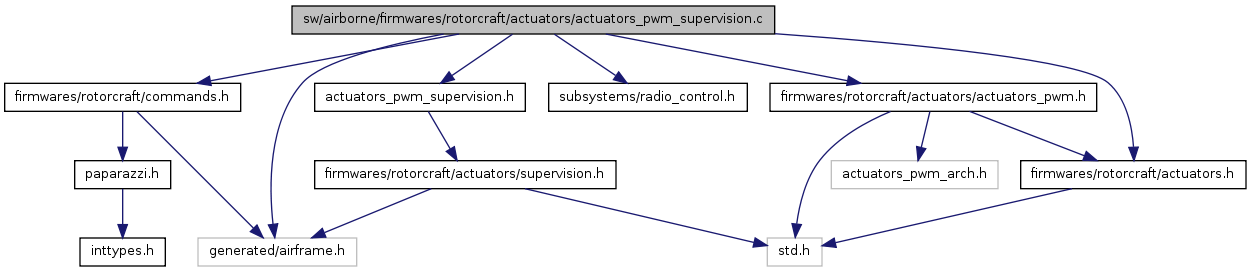 sw/airborne/firmwares/rotorcraft/actuators/actuators_pwm_supervision.c
firmwares/rotorcraft/commands.h
actuators_pwm_supervision.h
subsystems/radio_control.h
firmwares/rotorcraft/actuators/actuators_pwm.h
paparazzi.h
firmwares/rotorcraft/actuators/supervision.h
actuators_pwm_arch.h
firmwares/rotorcraft/actuators.h
inttypes.h
generated/airframe.h
std.h